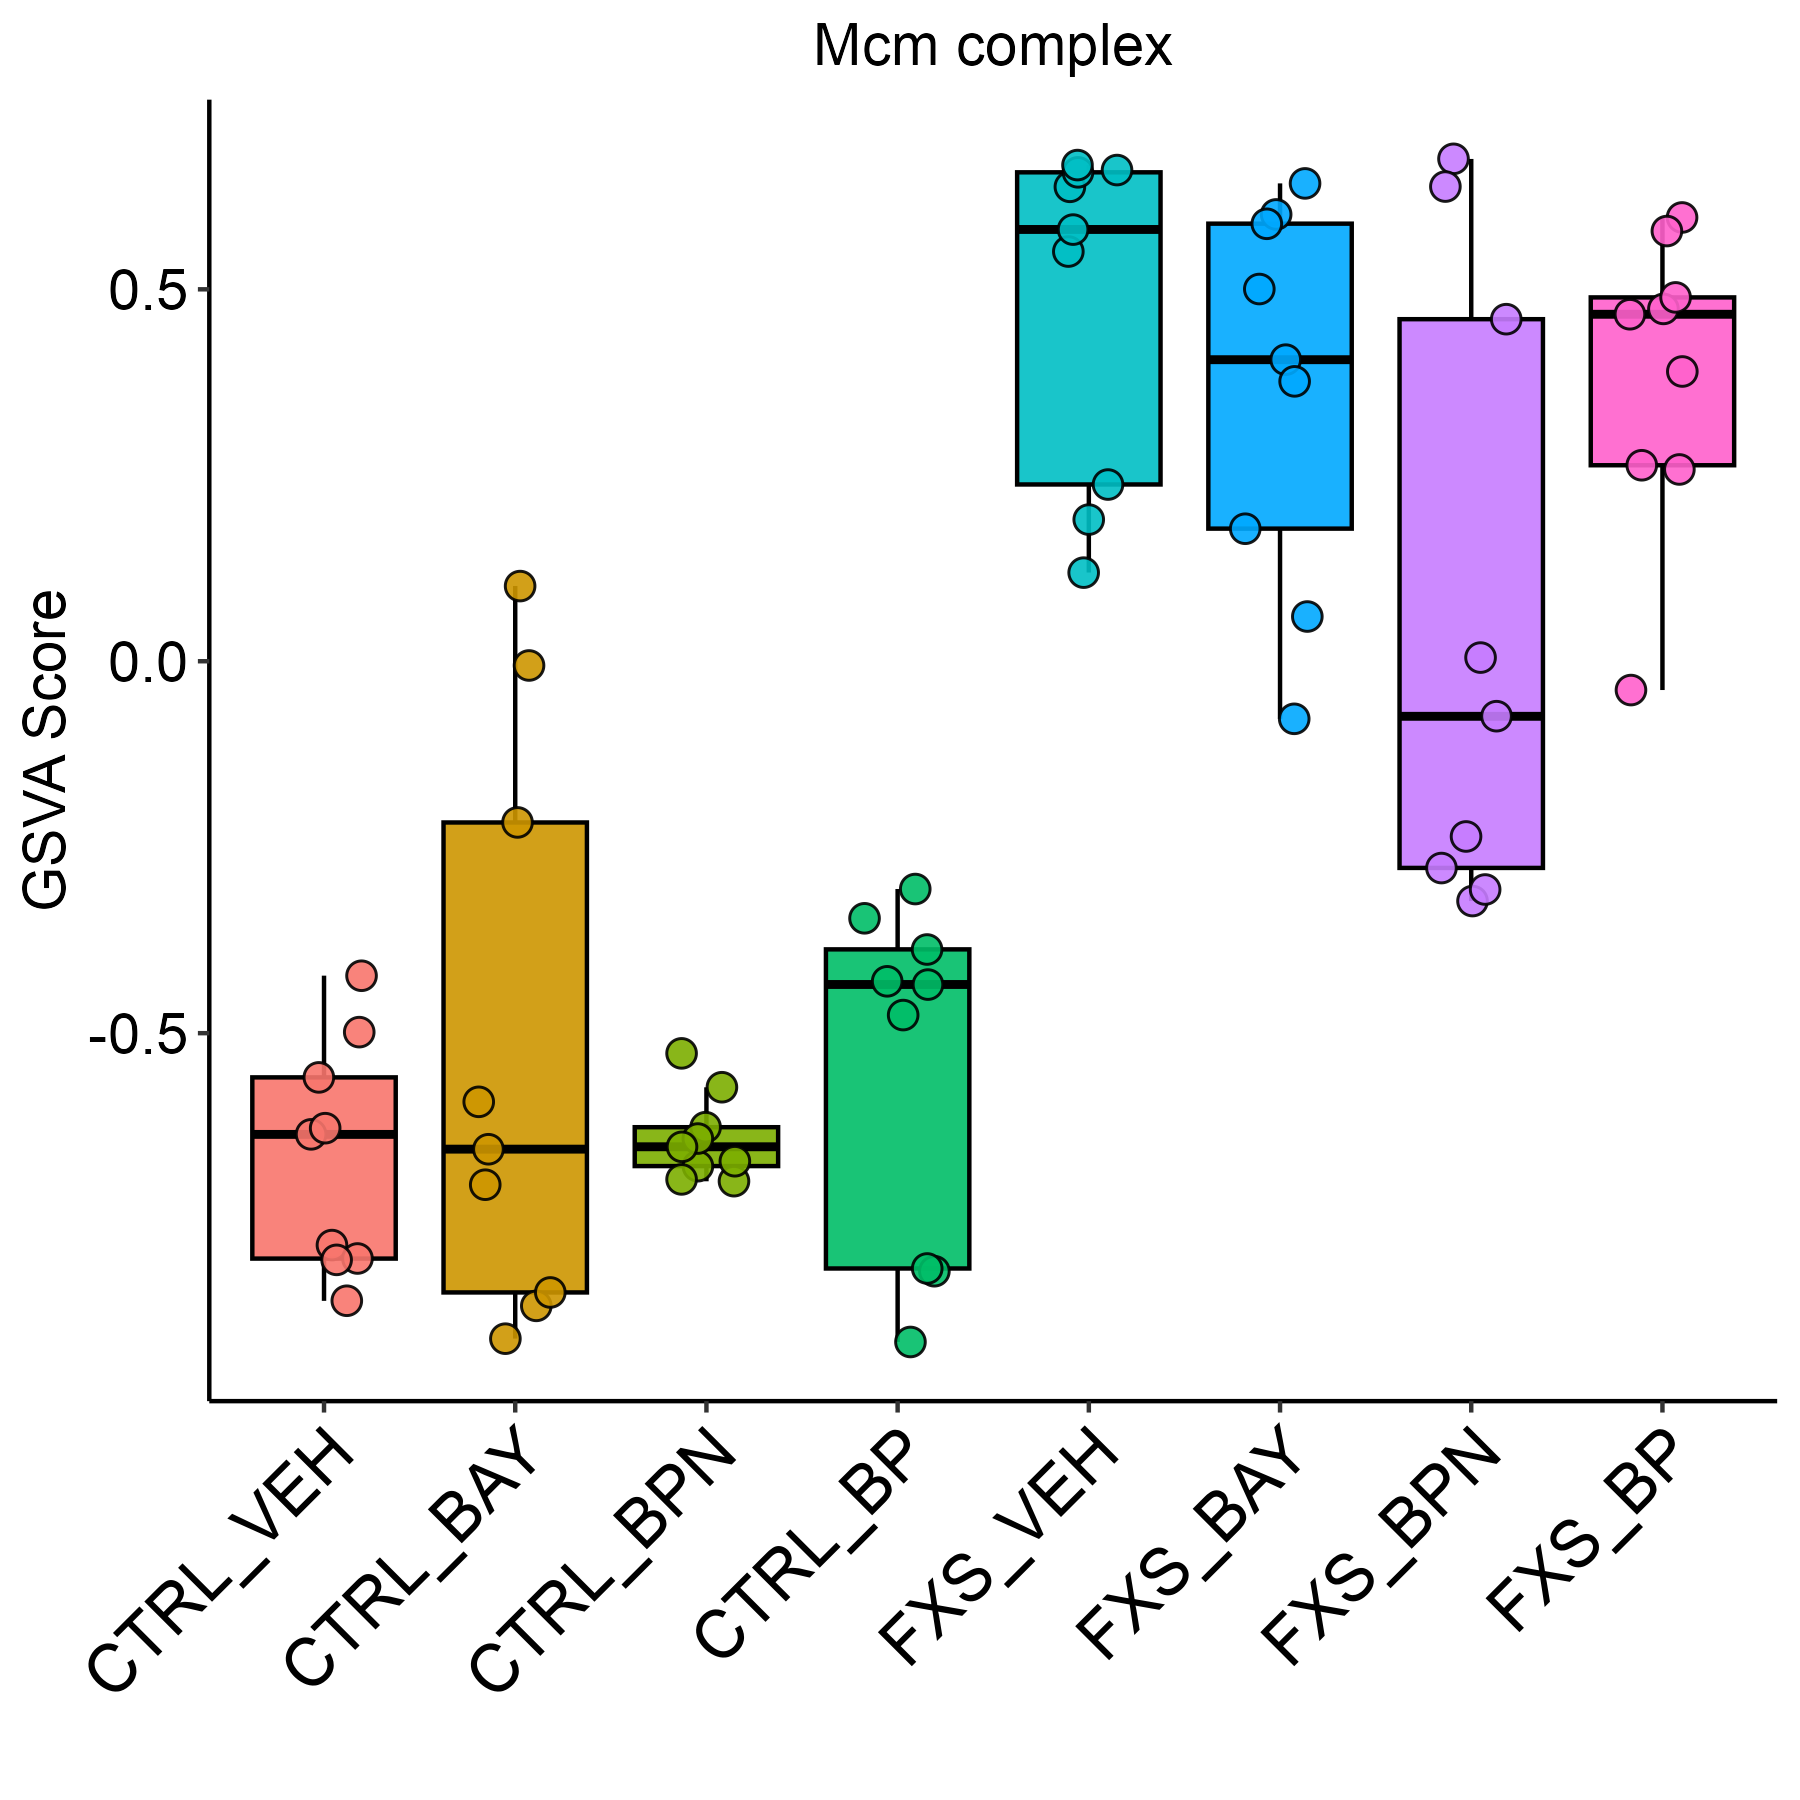 Mcm complex
GSVA Score
0.5
0.0
-0.5
CTRL_VEH
CTRL_BAY
CTRL_BPN
CTRL_BP
FXS_VEH
FXS_BAY
FXS_BPN
FXS_BP